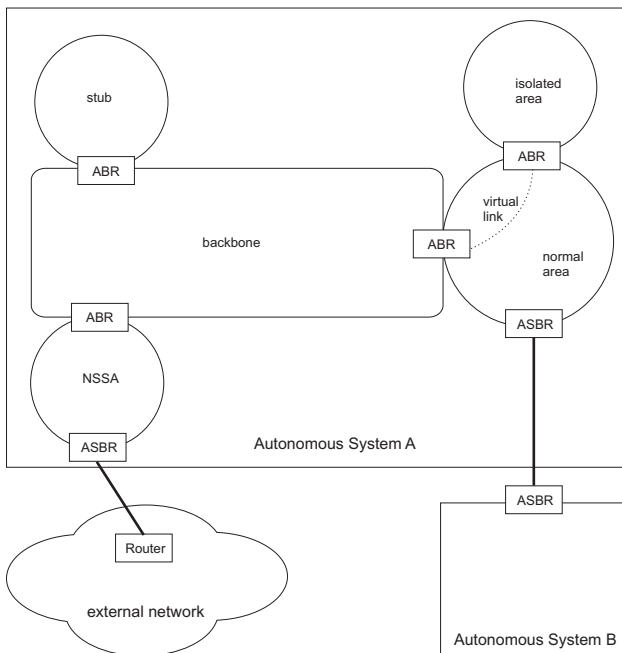 stub
isolated
area
ABR
ABR
virtual
link
backbone
ABR
normal
area
ABR
ASBR
NSSA
ASBR
Autonomous System A
ASBR
Router
external network
Autonomous System B